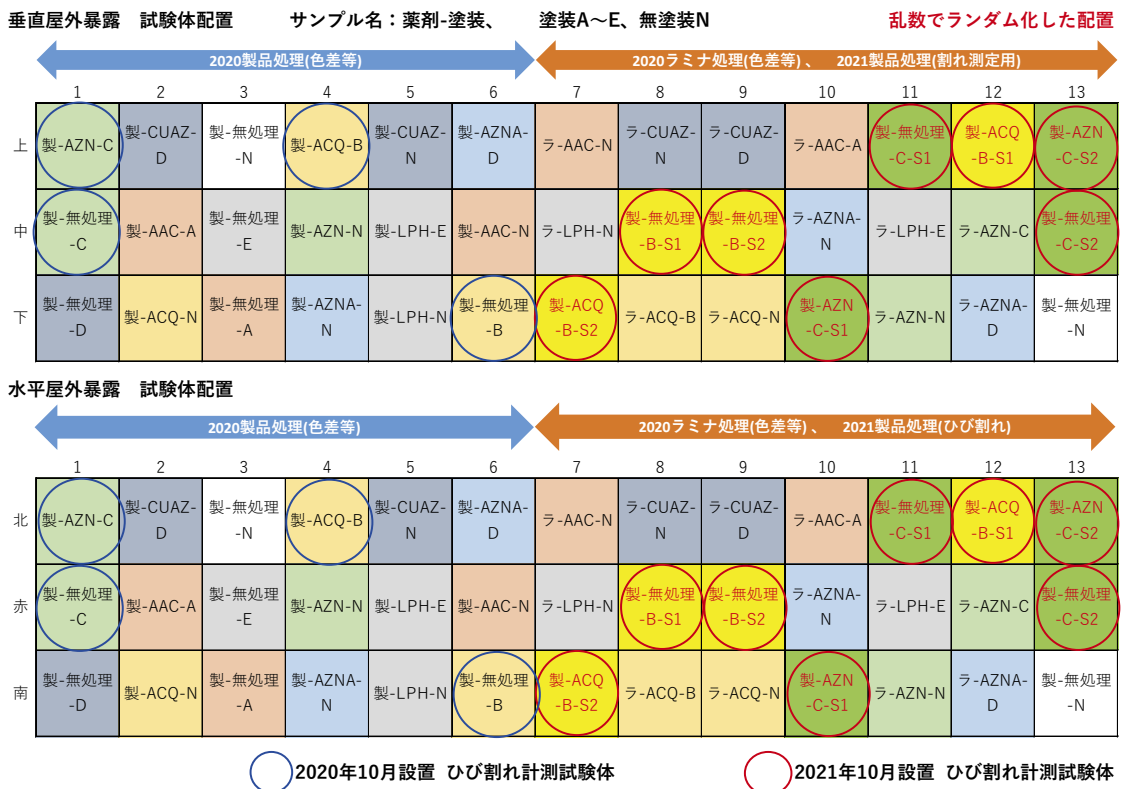 垂直屋外暴露　試験体配置　サンプル名：薬剤-塗装、　塗装A～E、無塗装N　乱数でランダム化した配置
2020製品処理(色差等)　2020ラミナ処理(色差等) 、　2021製品処理(割れ測定用)
1 2 3 4 5 6 7 8 9 10 11 12 13
上 製-AZN-C 製-CUAZ-D 製-無処理-N 製-ACQ-B 製-CUAZ-N 製-AZNA-D ラ-AAC-N ラ-CUAZ-N ラ-CUAZ-D ラ-AAC-A 製-無処理-C-S1 製-ACQ-B-S1 製-AZN-C-S2
中 製-無処理-C 製-AAC-A 製-無処理-E 製-AZN-N 製-LPH-E 製-AAC-N ラ-LPH-N 製-無処理-B-S1 製-無処理-B-S2 ラ-AZNA-N ラ-LPH-E ラ-AZN-C 製-無処理-C-S2
下 製-無処理-D 製-ACQ-N 製-無処理-A 製-AZNA-N 製-LPH-N 製-無処理-B 製-ACQ-B-S2 ラ-ACQ-B ラ-ACQ-N 製-AZN-C-S1 ラ-AZN-N ラ-AZNA-D 製-無処理-N
水平屋外暴露　試験体配置
2020製品処理(色差等)　2020ラミナ処理(色差等) 、　2021製品処理(ひび割れ)
1 2 3 4 5 6 7 8 9 10 11 12 13
北 製-AZN-C 製-CUAZ-D 製-無処理-N 製-ACQ-B 製-CUAZ-N 製-AZNA-D ラ-AAC-N ラ-CUAZ-N ラ-CUAZ-D ラ-AAC-A 製-無処理-C-S1 製-ACQ-B-S1 製-AZN-C-S2
赤 製-無処理-C 製-AAC-A 製-無処理-E 製-AZN-N 製-LPH-E 製-AAC-N ラ-LPH-N 製-無処理-B-S1 製-無処理-B-S2 ラ-AZNA-N ラ-LPH-E ラ-AZN-C 製-無処理-C-S2
南 製-無処理-D 製-ACQ-N 製-無処理-A 製-AZNA-N 製-LPH-N 製-無処理-B 製-ACQ-B-S2 ラ-ACQ-B ラ-ACQ-N 製-AZN-C-S1 ラ-AZN-N ラ-AZNA-D 製-無処理-N
2020年10月設置 ひび割れ計測試験体　2021年10月設置 ひび割れ計測試験体